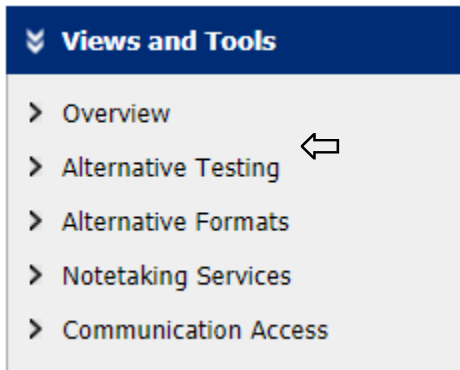 Views and Tools
Overview
Alternative Testing
Alternative Formats
Notetaking Services
Communication Access